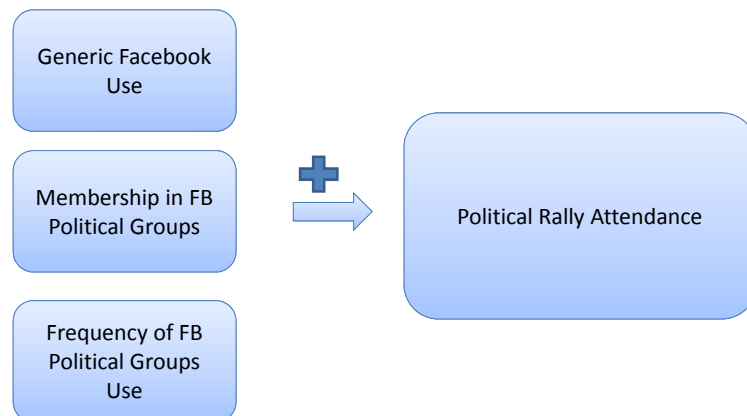 Generic Facebook
Use
Membership in FB
Political Groups
Political Rally Attendance
Frequency of FB
Political Groups
Use